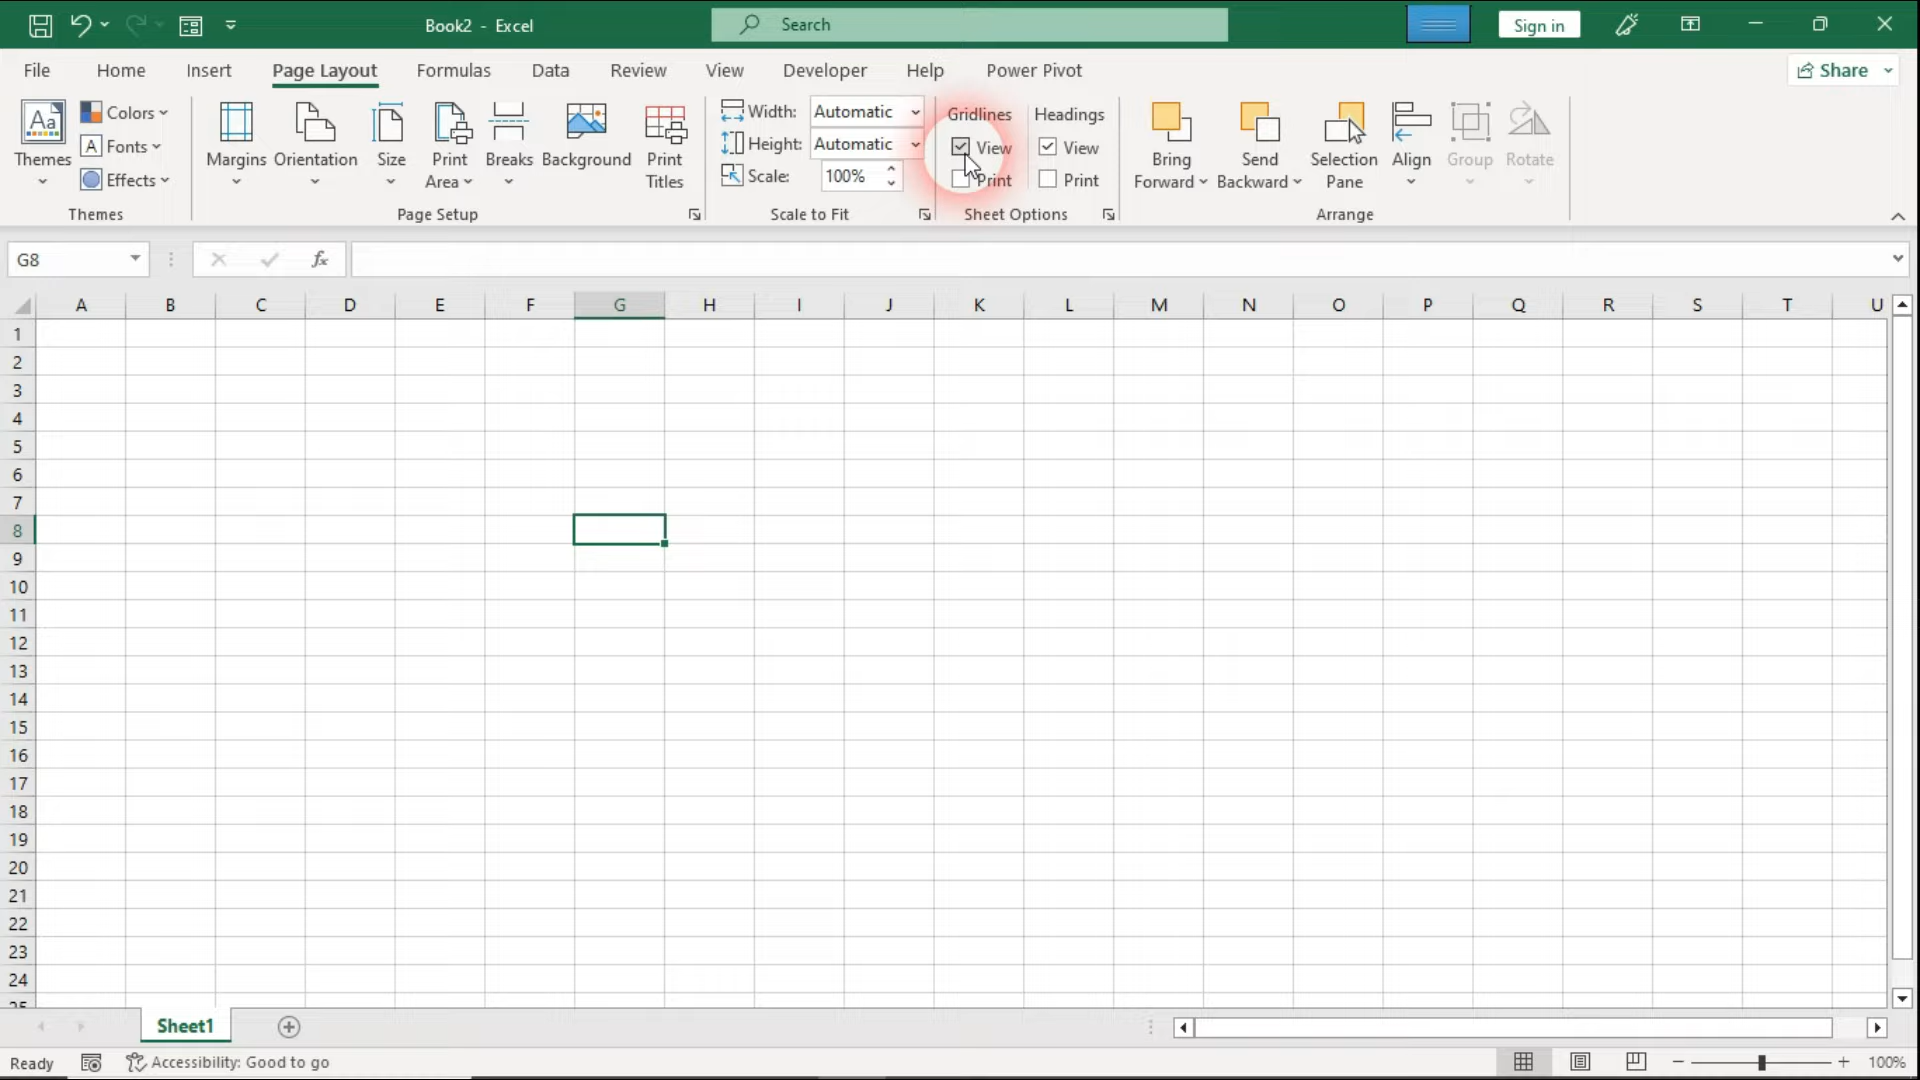 Book2 - Excel
Search
Sign in
File Home Insert Page Layout Formulas Data Review View Developer Help Power Pivot
Share
Aa
Themes
Colors
A Fonts
Effects
Themes
Margins
Orientation
Size
Print Area
Breaks
Background
Print Titles
Page Setup
Width: Automatic
Height: Automatic
Scale: 100%
Scale to Fit
Gridlines
View
Print
Headings
View
Print
Sheet Options
Bring Forward
Send Backward
Selection Pane
Align
Group
Rotate
Arrange
G8
fx
A B C D E F G H I J K L M N O P Q R S T U
1
2
3
4
5
6
7
8
9
10
11
12
13
14
15
16
17
18
19
20
21
22
23
24
25
Sheet1
Ready
Accessibility: Good to go
100%